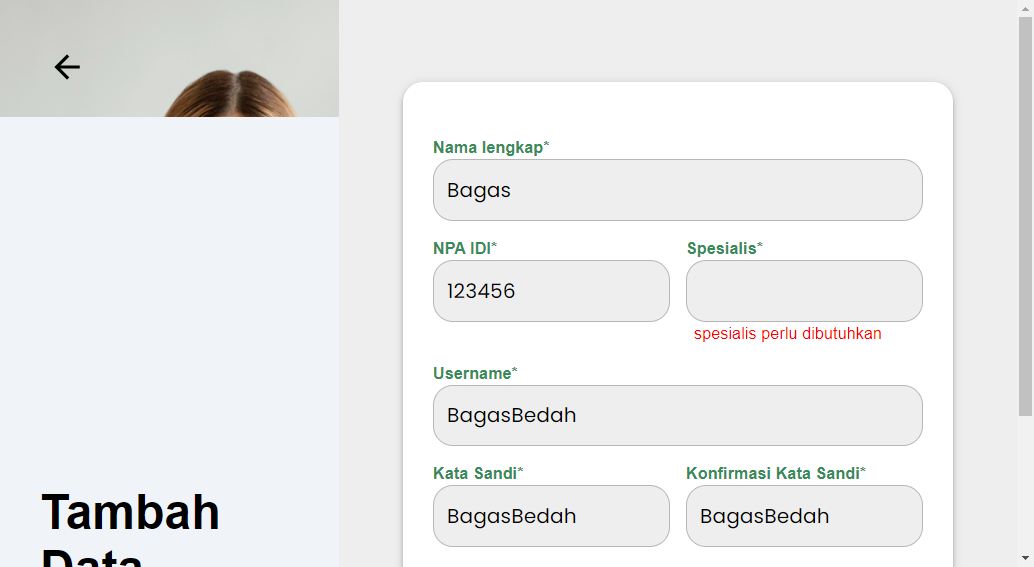 Nama lengkap*
Bagas
NPA IDI*
Spesialis*
123456
spesialis perlu dibutuhkan
Username*
BagasBedah
Kata Sandi*
Konfirmasi Kata Sandi*
BagasBedah
BagasBedah
Tambah
Data